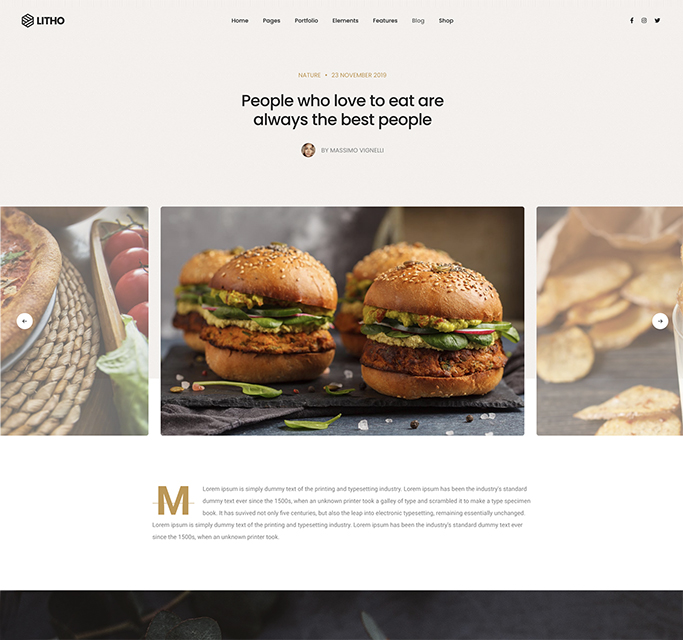 LITHO
Home Pages Portfolio Elements Features Blog Shop
NATURE • 23 NOVEMBER 2019
People who love to eat are
always the best people
BY MASSIMO VIGNELLI
M
Lorem ipsum is simply dummy text of the printing and typesetting industry. Lorem ipsum has been the industry's standard
dummy text ever since the 1500s, when an unknown printer took a galley of type and scrambled it to make a type specimen
book. It has suvived not only five centuries, but also the leap into electronic typesetting, remaining essentially unchanged.
Lorem ipsum is simply dummy text of the printing and typesetting industry. Lorem ipsum has been the industry's standard dummy text ever
since the 1500s, when an unknown printer took.